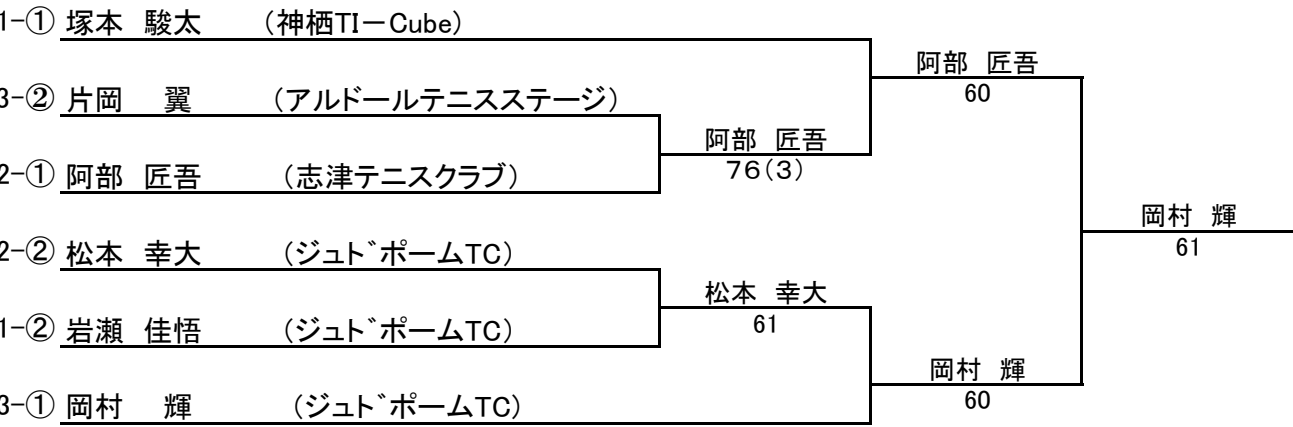 1-① 塚本 駿太 （神栖TI－Cube）
阿部 匠吾
60
3-② 片岡 翼 （アルドールテニスステージ）
阿部 匠吾
76(3)
2-① 阿部 匠吾 （志津テニスクラブ）
岡村 輝
61
2-② 松本 幸大 （ジュドポームTC）
松本 幸大
61
1-② 岩瀬 佳悟 （ジュドポームTC）
岡村 輝
60
3-① 岡村 輝 （ジュドポームTC）